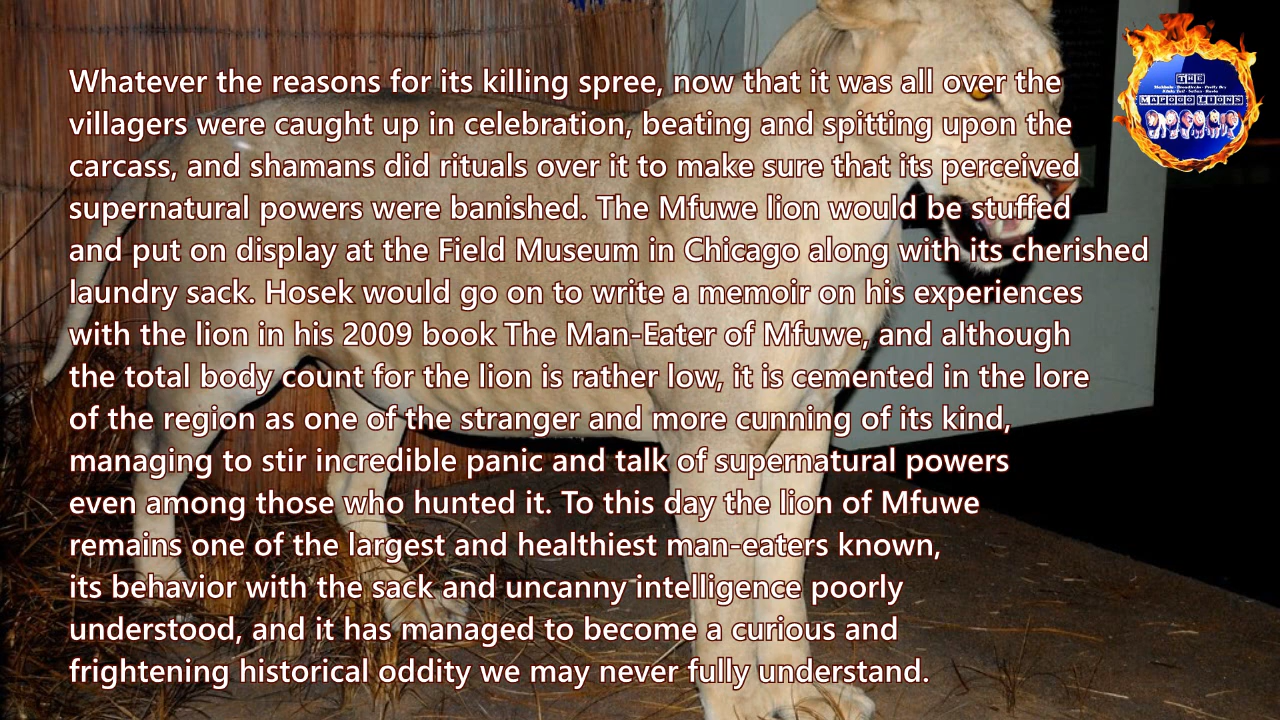 Whatever the reasons for its killing spree, now that it was all over the
villagers were caught up in celebration, beating and spitting upon the
carcass, and shamans did rituals over it to make sure that its perceived
supernatural powers were banished. The Mfuwe lion would be stuffed
and put on display at the Field Museum in Chicago along with its cherished
laundry sack. Hosek would go on to write a memoir on his experiences
with the lion in his 2009 book The Man-Eater of Mfuwe, and although
the total body count for the lion is rather low, it is cemented in the lore
of the region as one of the stranger and more cunning of its kind,
managing to stir incredible panic and talk of supernatural powers
even among those who hunted it. To this day the lion of Mfuwe
remains one of the largest and healthiest man-eaters known,
its behavior with the sack and uncanny intelligence poorly
understood, and it has managed to become a curious and
frightening historical oddity we may never fully understand.
THE
MAPOGO LIONS